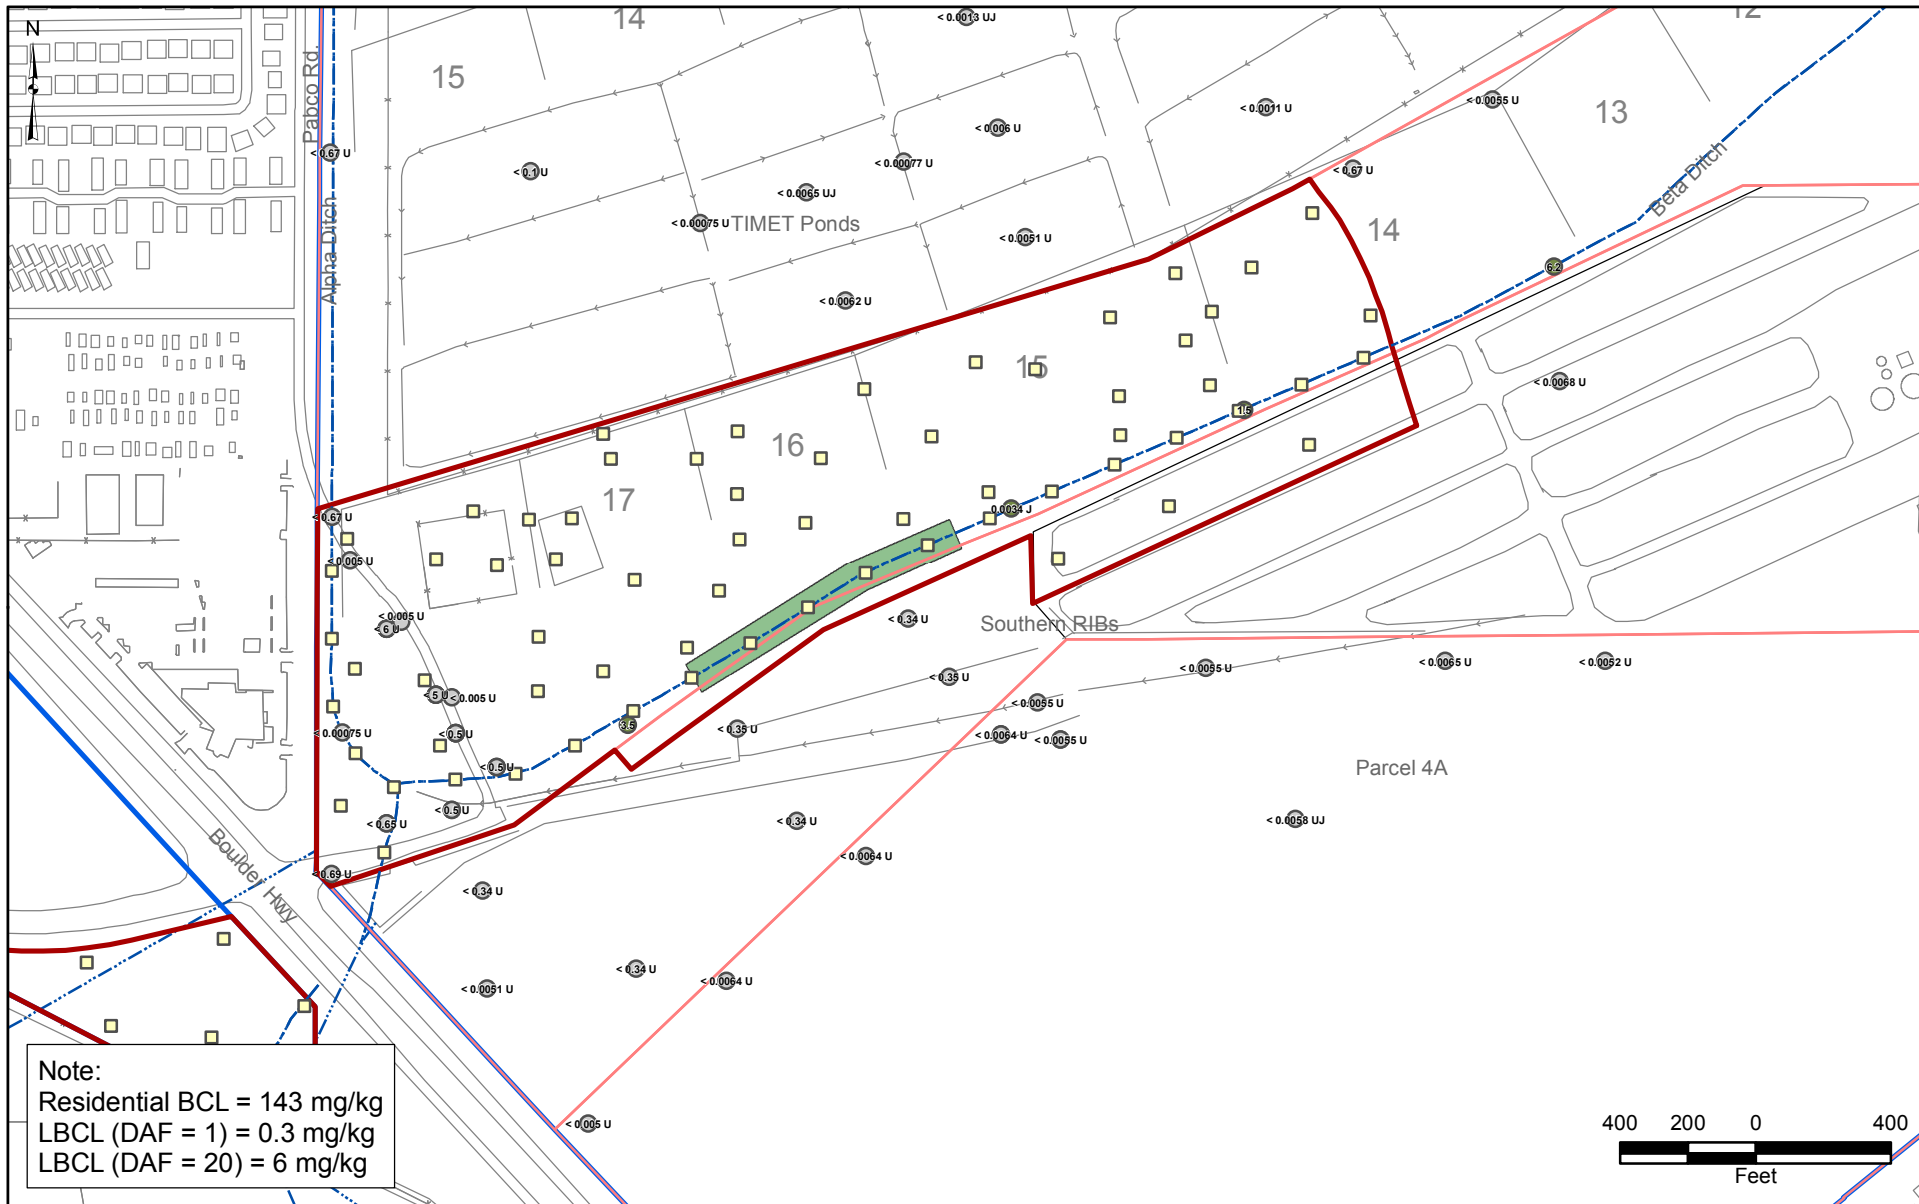 14
< 0.0013 UJ
12
N
15
Pabco Rd.
< 0.0011 U
< 0.0055 U
13
< 0.67 U
< 0.006 U
< 0.1 U
< 0.00077 U
< 0.67 U
< 0.0065 UJ
Beta Ditch
< 0.00075 U
TIMET Ponds
< 0.0051 U
14
Alpha Ditch
6.2
< 0.0062 U
15
< 0.0068 U
1.5
16
17
0.0034 J
< 0.67 U
< 0.005 U
< 0.005 U
< 6 U
< 0.34 U
Southern RIBs
< 0.0055 U
< 0.0065 U
< 0.0052 U
< 0.35 U
< 5 U
< 0.005 U
< 0.0055 U
3.5
< 0.35 U
< 0.00075 U
< 0.5 U
< 0.0064 U
< 0.0055 U
< 0.5 U
Parcel 4A
< 0.5 U
< 0.65 U
< 0.34 U
< 0.0058 UJ
Boulder Hwy
< 0.0064 U
< 0.69 U
< 0.34 U
< 0.34 U
< 0.0064 U
< 0.0051 U
Note:
Residential BCL = 143 mg/kg
LBCL (DAF = 1) = 0.3 mg/kg
LBCL (DAF = 20) = 6 mg/kg
< 0.005 U
400 200 0 400
Feet